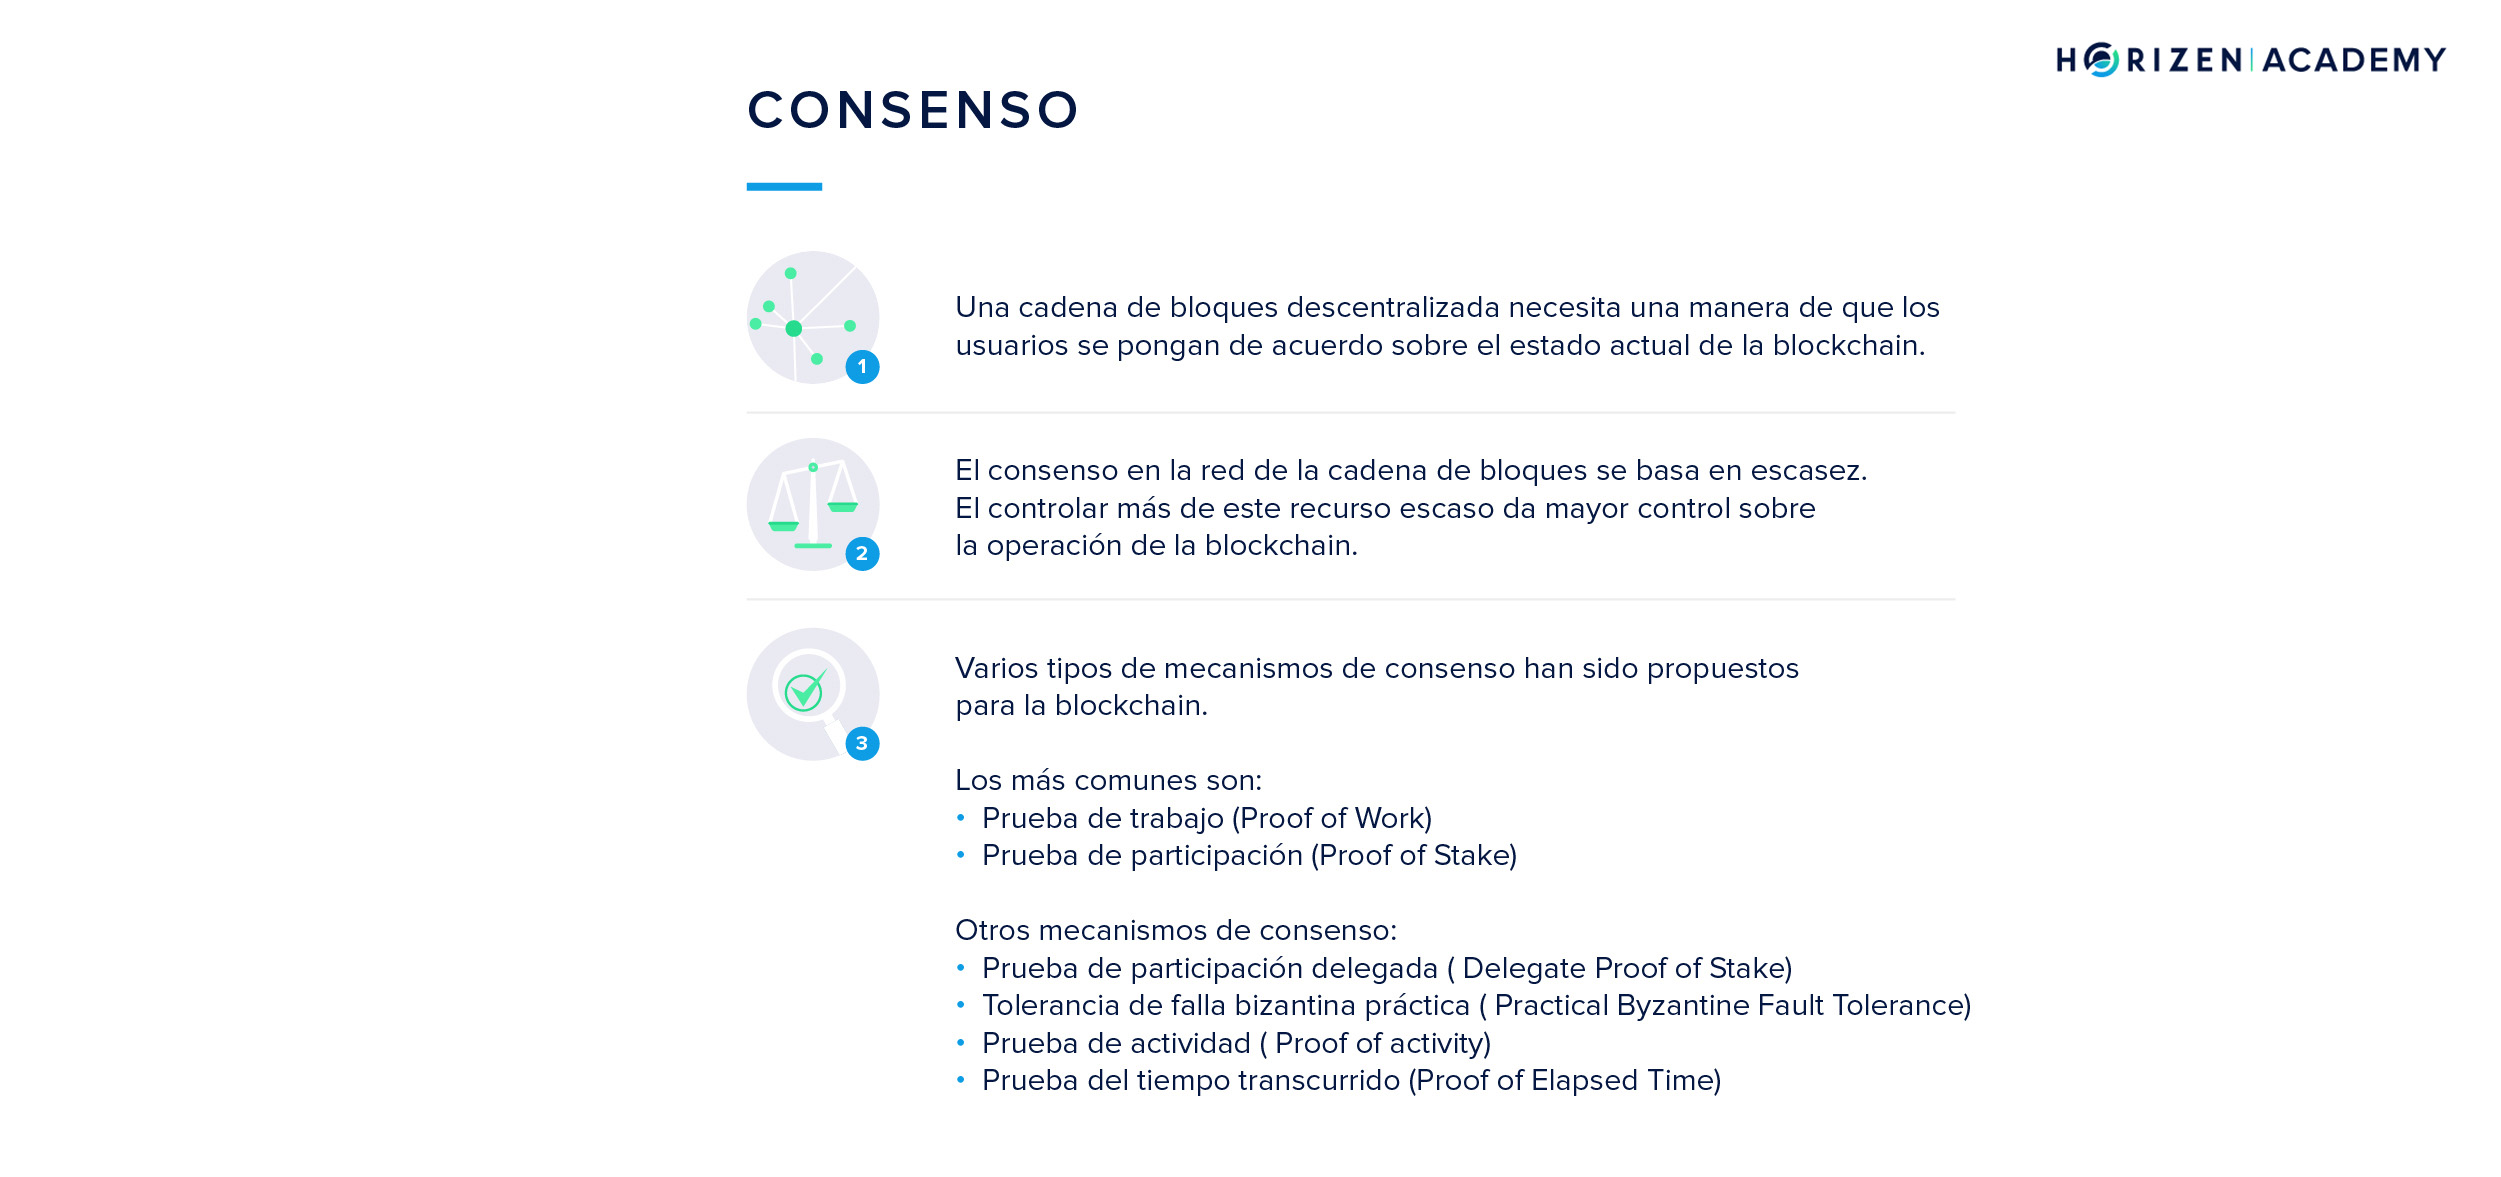 HORIZEN | ACADEMY
CONSENSO
1
Una cadena de bloques descentralizada necesita una manera de que los
usuarios se pongan de acuerdo sobre el estado actual de la blockchain.
2
El consenso en la red de la cadena de bloques se basa en escasez.
El controlar más de este recurso escaso da mayor control sobre
la operación de la blockchain.
3
Varios tipos de mecanismos de consenso han sido propuestos
para la blockchain.
Los más comunes son:
• Prueba de trabajo (Proof of Work)
• Prueba de participación (Proof of Stake)
Otros mecanismos de consenso:
• Prueba de participación delegada ( Delegate Proof of Stake)
• Tolerancia de falla bizantina práctica ( Practical Byzantine Fault Tolerance)
• Prueba de actividad ( Proof of activity)
• Prueba del tiempo transcurrido (Proof of Elapsed Time)